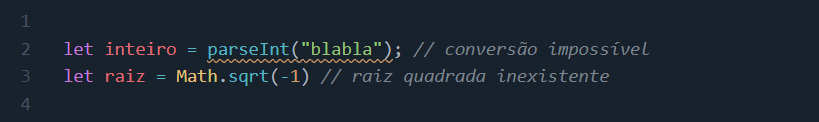 1
2 let inteiro = parseInt("blabla"); // conversão impossível
3 let raiz = Math.sqrt(-1) // raiz quadrada inexistente
4